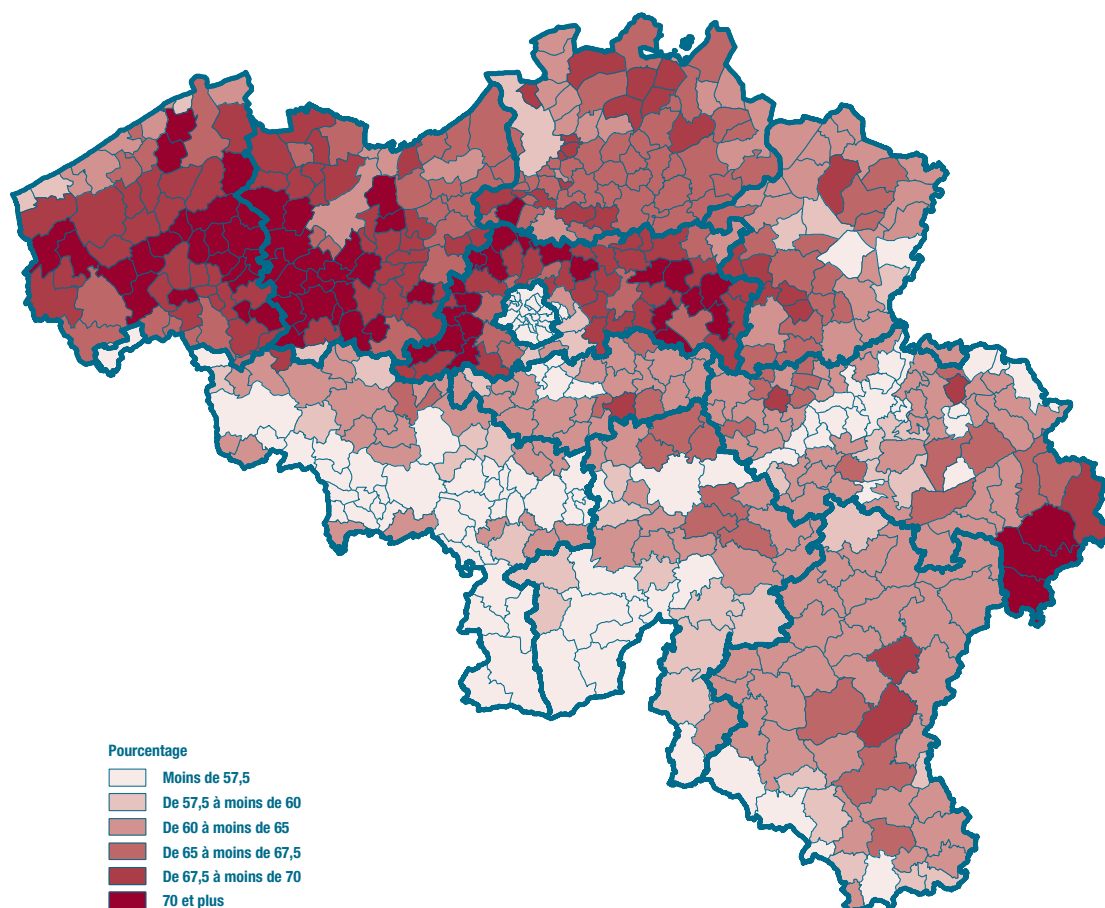 Pourcentage
Moins de 57,5
De 57,5 à moins de 60
De 60 à moins de 65
De 65 à moins de 67,5
De 67,5 à moins de 70
70 et plus